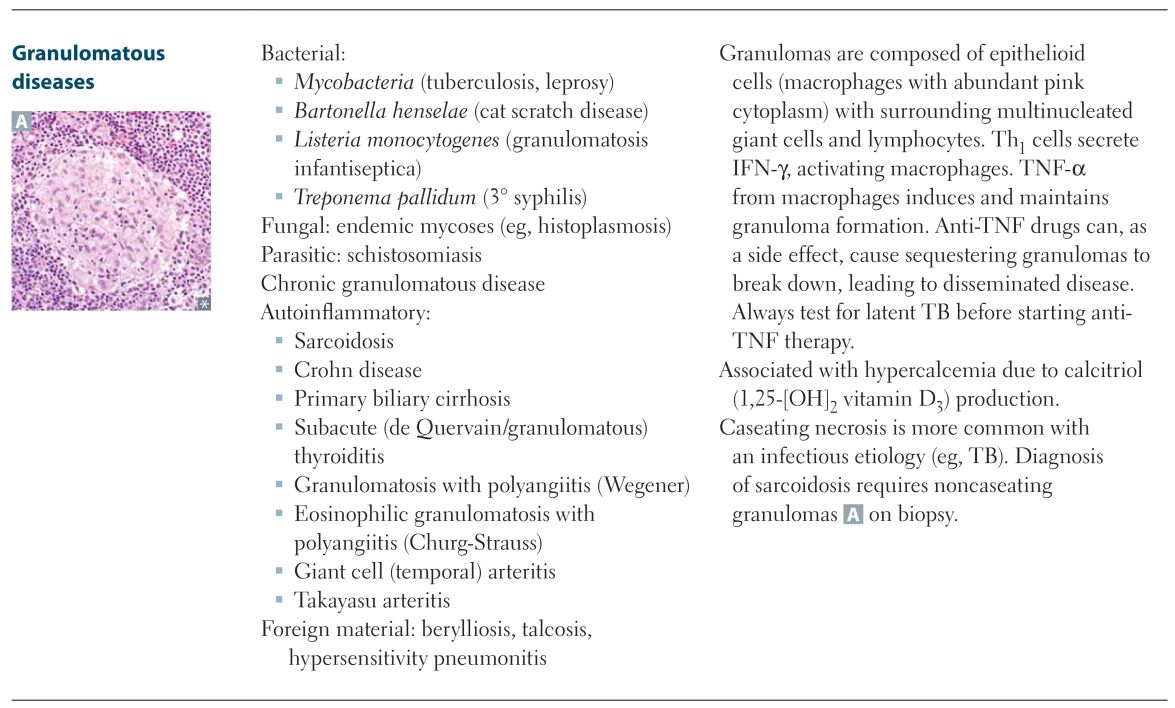 Granulomatous
diseases
A
Bacterial:
▪ Mycobacteria (tuberculosis, leprosy)
▪ Bartonella henselae (cat scratch disease)
▪ Listeria monocytogenes (granulomatosis
infantiseptica)
▪ Treponema pallidum (3° syphilis)
Fungal: endemic mycoses (eg, histoplasmosis)
Parasitic: schistosomiasis
Chronic granulomatous disease
Autoinflammatory:
▪ Sarcoidosis
▪ Crohn disease
▪ Primary biliary cirrhosis
▪ Subacute (de Quervain/granulomatous)
thyroiditis
▪ Granulomatosis with polyangiitis (Wegener)
▪ Eosinophilic granulomatosis with
polyangiitis (Churg-Strauss)
▪ Giant cell (temporal) arteritis
▪ Takayasu arteritis
Foreign material: berylliosis, talcosis,
hypersensitivity pneumonitis
Granulomas are composed of epithelioid
cells (macrophages with abundant pink
cytoplasm) with surrounding multinucleated
giant cells and lymphocytes. Th₁ cells secrete
IFN-γ, activating macrophages. TNF-α
from macrophages induces and maintains
granuloma formation. Anti-TNF drugs can, as
a side effect, cause sequestering granulomas to
break down, leading to disseminated disease.
Always test for latent TB before starting anti-
TNF therapy.
Associated with hypercalcemia due to calcitriol
(1,25-[OH]₂ vitamin D₃) production.
Caseating necrosis is more common with
an infectious etiology (eg, TB). Diagnosis
of sarcoidosis requires noncaseating
granulomas A on biopsy.